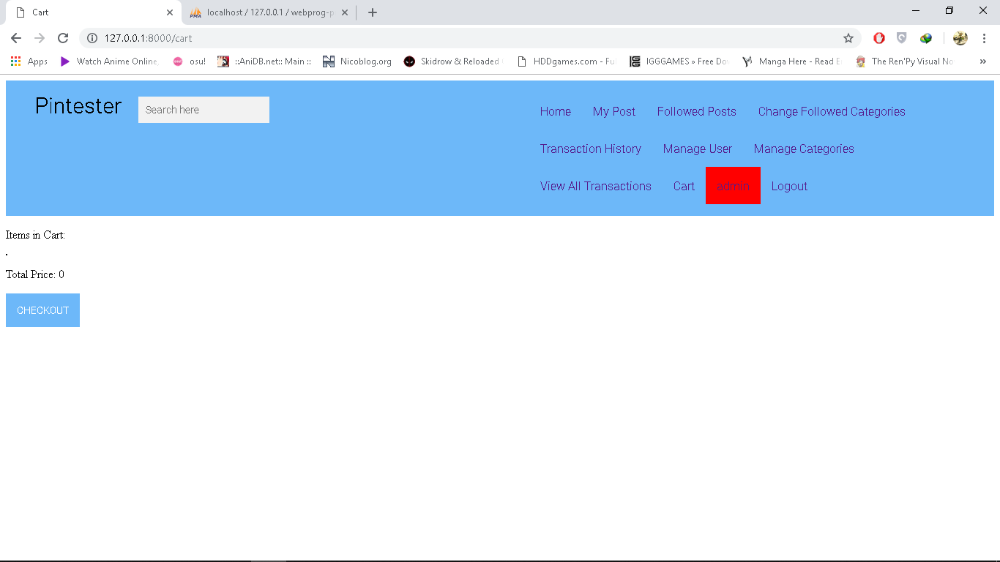 Cart
localhost / 127.0.0.1 / webprog-p
127.0.0.1:8000/cart
Apps Watch Anime Online, osu! ::AniDB.net:: Main :: Nicoblog.org Skidrow & Reloaded HDDgames.com - Fu IGGGAMES » Free Do Manga Here - Read E The Ren'Py Visual No »
Pintester Search here
Home My Post Followed Posts Change Followed Categories
Transaction History Manage User Manage Categories
View All Transactions Cart admin Logout
Items in Cart:
Total Price: 0
CHECKOUT